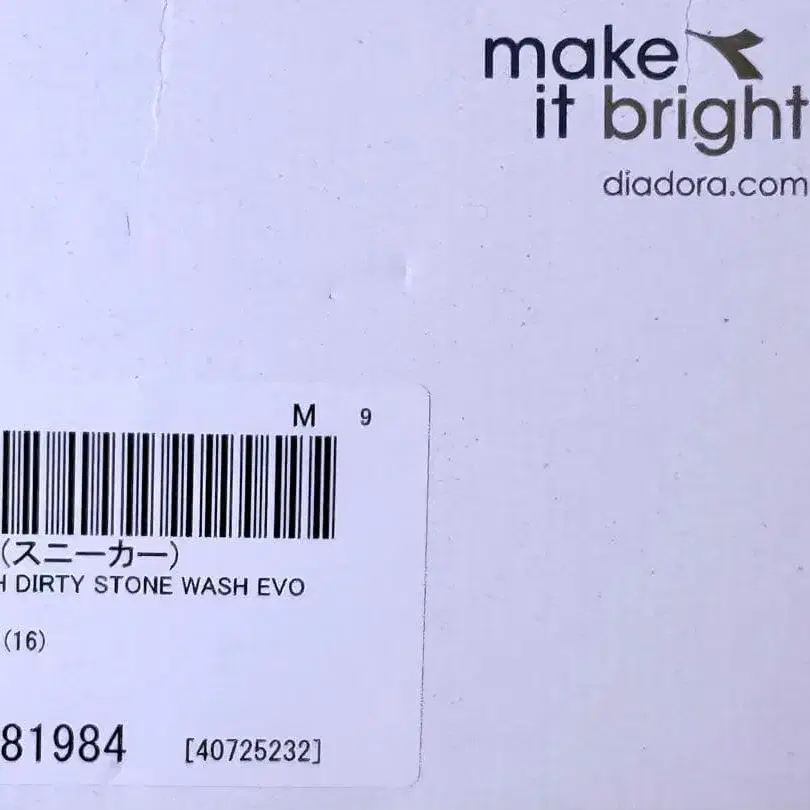 make
it bright
diadora.com
M 9
(スニーカー)
H DIRTY STONE WASH EVO
(16)
81984 [40725232]